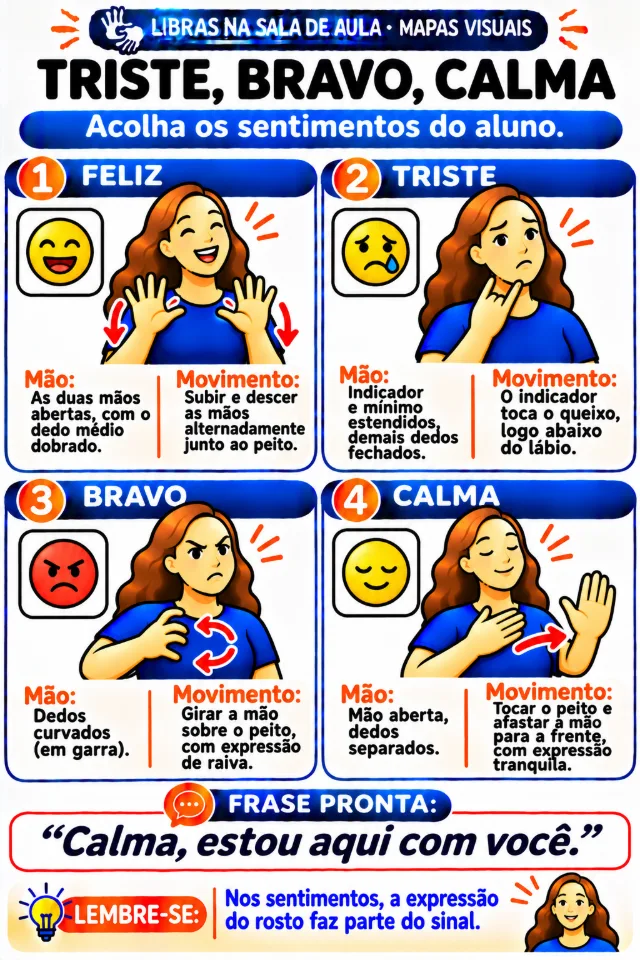 LIBRAS NA SALA DE AULA • MAPAS VISUAIS
TRISTE, BRAVO, CALMA
Acolha os sentimentos do aluno.
1 FELIZ
Mão:
As duas mãos
abertas, com o
dedo médio
dobrado.
Movimento:
Subir e descer
as mãos
alternadamente
junto ao peito.
2 TRISTE
Mão:
Indicador
e mínimo
estendidos,
demais dedos
fechados.
Movimento:
O indicador
toca o queixo,
logo abaixo
do lábio.
3 BRAVO
Mão:
Dedos
curvados
(em garra).
Movimento:
Girar a mão
sobre o peito,
com expressão
de raiva.
4 CALMA
Mão:
Mão aberta,
dedos
separados.
Movimento:
Tocar o peito e
afastar a mão
para a frente,
com expressão
tranquila.
FRASE PRONTA:
“Calma, estou aqui com você.”
LEMBRE-SE:
Nos sentimentos, a expressão
do rosto faz parte do sinal.